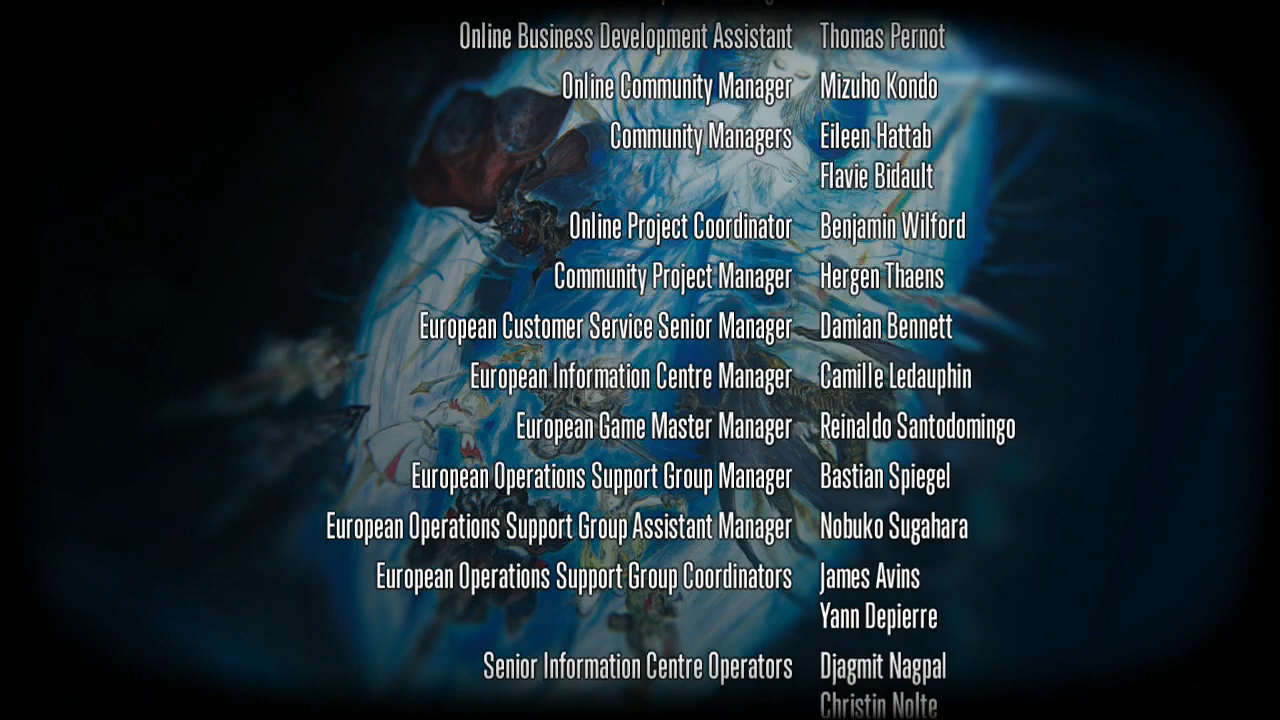 Online Business Development Assistant Thomas Pernot
Online Community Manager Mizuho Kondo
Community Managers Eileen Hattab
Flavie Bidault
Online Project Coordinator Benjamin Wilford
Community Project Manager Hergen Thaens
European Customer Service Senior Manager Damian Bennett
European Information Centre Manager Camille Ledauphin
European Game Master Manager Reinaldo Santodomingo
European Operations Support Group Manager Bastian Spiegel
European Operations Support Group Assistant Manager Nobuko Sugahara
European Operations Support Group Coordinators James Avins
Yann Depierre
Senior Information Centre Operators Djagmit Nagpal
Christin Nolte